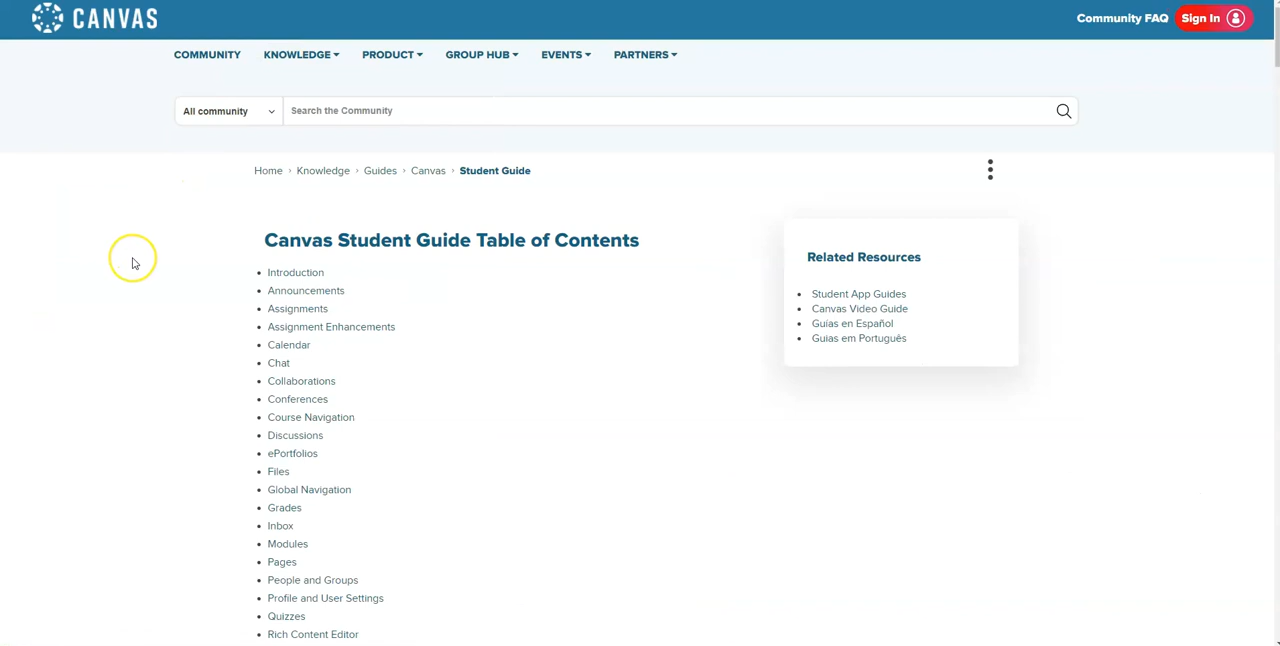 CANVAS
Community FAQ Sign In
COMMUNITY KNOWLEDGE PRODUCT GROUP HUB EVENTS PARTNERS
All community Search the Community
Home › Knowledge › Guides › Canvas › Student Guide
Canvas Student Guide Table of Contents
• Introduction
• Announcements
• Assignments
• Assignment Enhancements
• Calendar
• Chat
• Collaborations
• Conferences
• Course Navigation
• Discussions
• ePortfolios
• Files
• Global Navigation
• Grades
• Inbox
• Modules
• Pages
• People and Groups
• Profile and User Settings
• Quizzes
• Rich Content Editor
Related Resources
• Student App Guides
• Canvas Video Guide
• Guías en Español
• Guias em Português